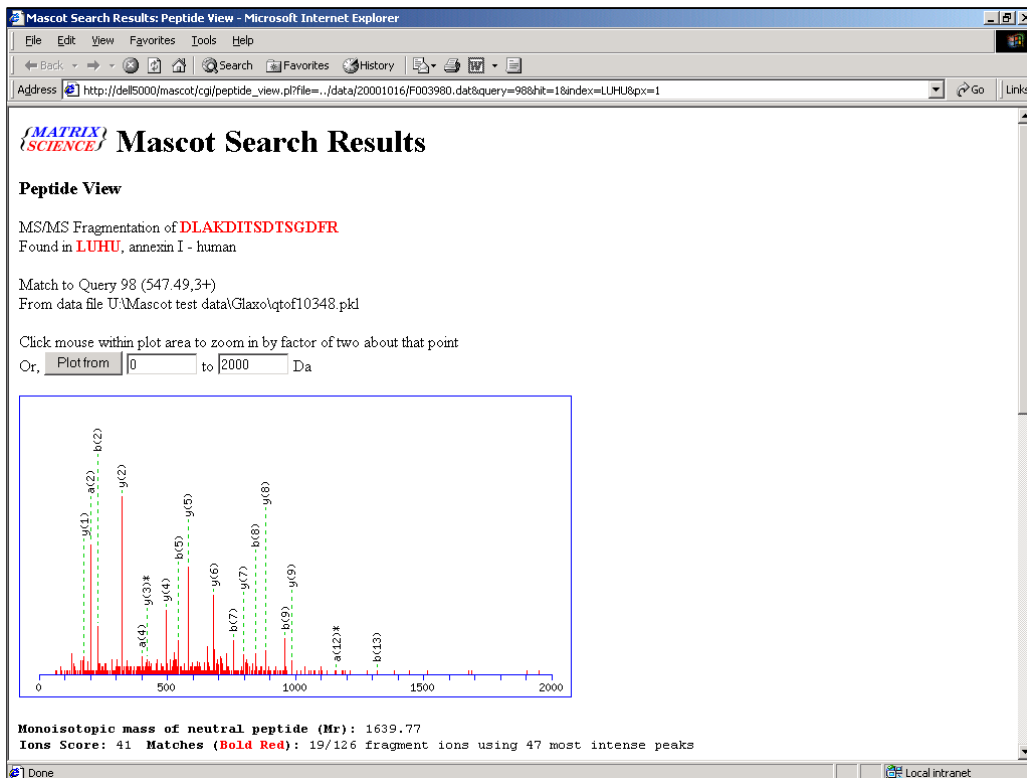 Mascot Search Results: Peptide View - Microsoft Internet Explorer
File Edit View Favorites Tools Help
Back Search Favorites History
Address http://dell5000/mascot/cgi/peptide_view.pl?file=../data/20001016/F003980.dat&query=98&hit=1&index=LUHU&px=1 Go Links
{MATRIX SCIENCE} Mascot Search Results
Peptide View
MS/MS Fragmentation of DLAKDITSDTSGDFR
Found in LUHU, annexin I - human
Match to Query 98 (547.49,3+)
From data file U:\Mascot test data\Glaxo\qtof10348.pkl
Click mouse within plot area to zoom in by factor of two about that point
Or, Plot from 0 to 2000 Da
y(1) a(2) b(2) y(2) a(4) y(3)* y(4) b(5) y(5) y(6) b(7) y(7) b(8) y(8) b(9) y(9) a(12)* b(13)
0 500 1000 1500 2000
Monoisotopic mass of neutral peptide (Mr): 1639.77
Ions Score: 41 Matches (Bold Red): 19/126 fragment ions using 47 most intense peaks
Done Local intranet